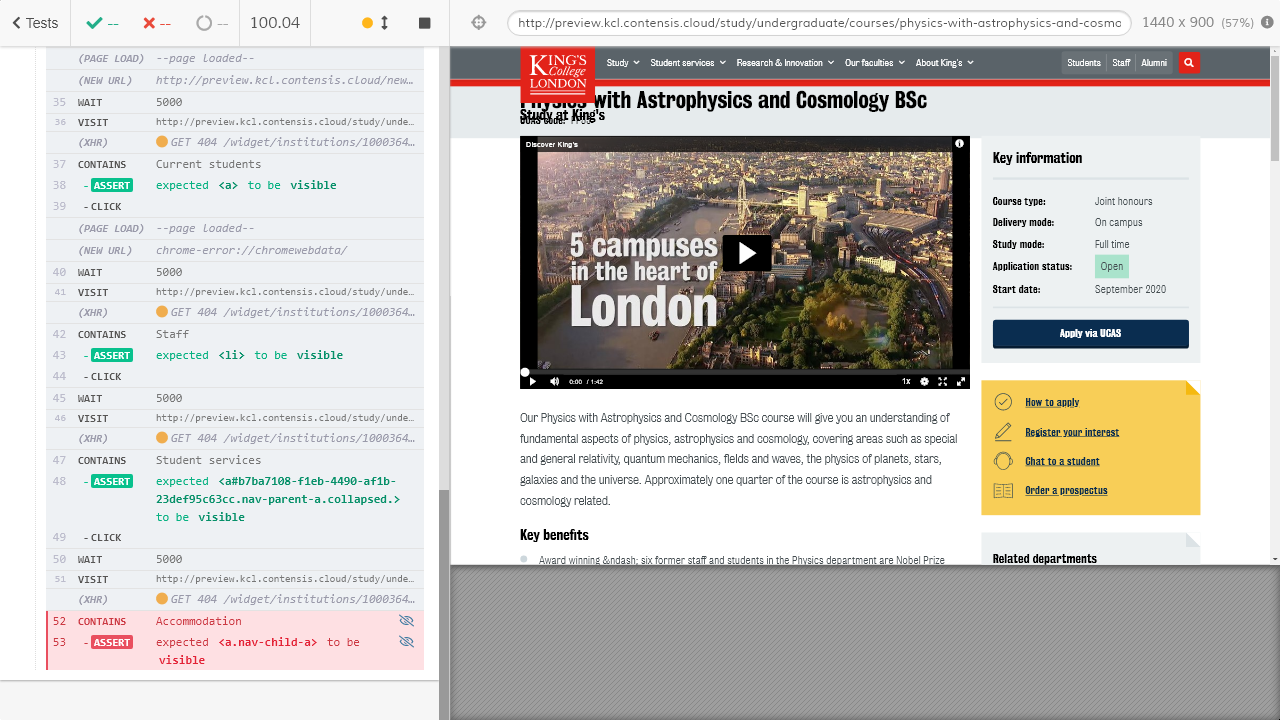 Tests
--
--
--
100.04
http://preview.kcl.contensis.cloud/study/undergraduate/courses/physics-with-astrophysics-and-cosmo
1440 x 900 (57%)
(PAGE LOAD) --page loaded--
(NEW URL) http://preview.kcl.contensis.cloud/new…
35 WAIT 5000
VISIT http://preview.kcl.contensis.cloud/study/unde…
(XHR) GET 404 /widget/institutions/1000364…
37 CONTAINS Current students
38 -ASSERT expected <a> to be visible
39 -CLICK
(PAGE LOAD) --page loaded--
(NEW URL) chrome-error://chromewebdata/
40 WAIT 5000
41 VISIT http://preview.kcl.contensis.cloud/study/unde…
(XHR) GET 404 /widget/institutions/1000364…
42 CONTAINS Staff
43 -ASSERT expected <li> to be visible
44 -CLICK
45 WAIT 5000
46 VISIT http://preview.kcl.contensis.cloud/study/unde…
(XHR) GET 404 /widget/institutions/1000364…
47 CONTAINS Student services
48 -ASSERT expected <a#b7ba7108-f1eb-4490-af1b-
23def95c63cc.nav-parent-a.collapsed.>
to be visible
49 -CLICK
50 WAIT 5000
51 VISIT http://preview.kcl.contensis.cloud/study/unde…
(XHR) GET 404 /widget/institutions/1000364…
52 CONTAINS Accommodation
53 -ASSERT expected <a.nav-child-a> to be
visible
KING'S
College
LONDON
Study
Student services
Research & Innovation
Our faculties
About King's
Students
Staff
Alumni
Physics with Astrophysics and Cosmology BSc
Study at King's
UCAS code:
Discover King's
5 campuses
in the heart of
London
0:00 / 1:42
1x
Our Physics with Astrophysics and Cosmology BSc course will give you an understanding of
fundamental aspects of physics, astrophysics and cosmology, covering areas such as special
and general relativity, quantum mechanics, fields and waves, the physics of planets, stars,
galaxies and the universe. Approximately one quarter of the course is astrophysics and
cosmology related.
Key benefits
Award winning &ndash; six former staff and students in the Physics department are Nobel Prize
Key information
Course type: Joint honours
Delivery mode: On campus
Study mode: Full time
Application status: Open
Start date: September 2020
Apply via UCAS
How to apply
Register your interest
Chat to a student
Order a prospectus
Related departments